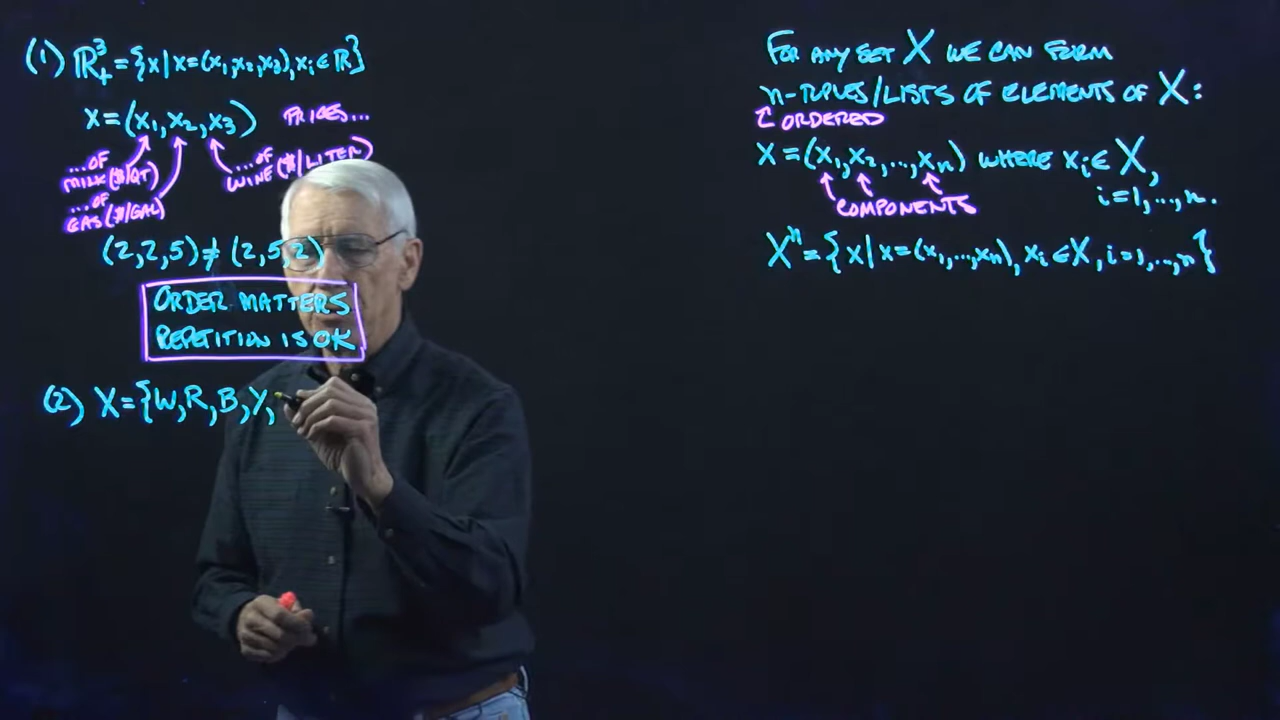 (1) ℝ³₊ = {x | x = (x₁, x₂, x₃), xᵢ ∈ ℝ}
x = (x₁, x₂, x₃) PRICES...
...OF MILK ($/QT)
...OF GAS ($/GAL)
...OF WINE ($/LITER)
(2,2,5) ≠ (2,5,2)
ORDER MATTERS
REPETITION IS OK
(2) X = {W, R, B, Y,
FOR ANY SET X WE CAN FORM
n-TUPLES/LISTS OF ELEMENTS OF X:
ORDERED
x = (x₁, x₂, ..., xₙ) WHERE xᵢ ∈ X,
i = 1, ..., n.
COMPONENTS
Xⁿ = {x | x = (x₁, ..., xₙ), xᵢ ∈ X, i = 1, ..., n}